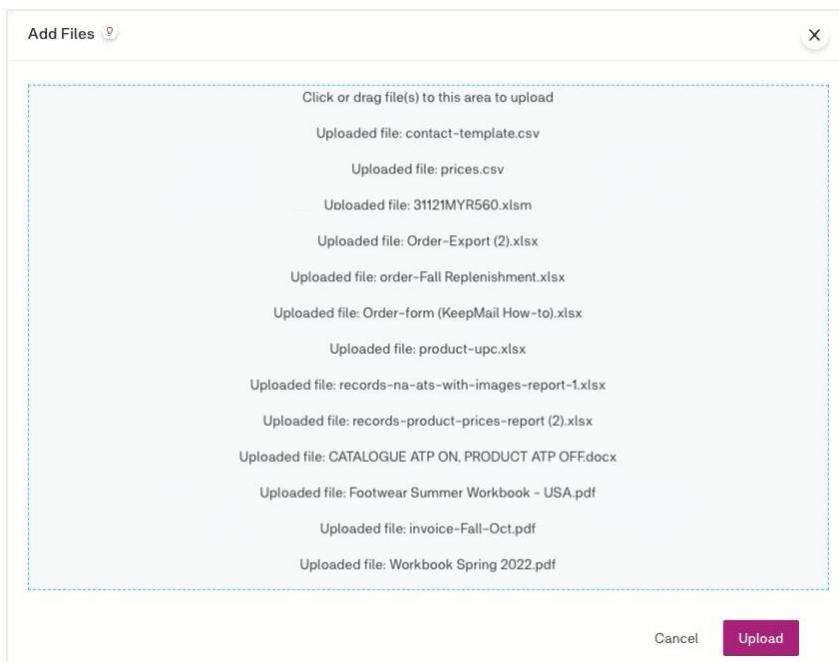 Add Files
Click or drag file(s) to this area to upload
Uploaded file: contact-template.csv
Uploaded file: prices.csv
Uploaded file: 31121MYR560.xlsm
Uploaded file: Order-Export (2).xlsx
Uploaded file: order-Fall Replenishment.xlsx
Uploaded file: Order-form (KeepMail How-to).xlsx
Uploaded file: product-upc.xlsx
Uploaded file: records-na-ats-with-images-report-1.xlsx
Uploaded file: records-product-prices-report (2).xlsx
Uploaded file: CATALOGUE ATP ON, PRODUCT ATP OFF.docx
Uploaded file: Footwear Summer Workbook - USA.pdf
Uploaded file: invoice-Fall-Oct.pdf
Uploaded file: Workbook Spring 2022.pdf
Cancel Upload